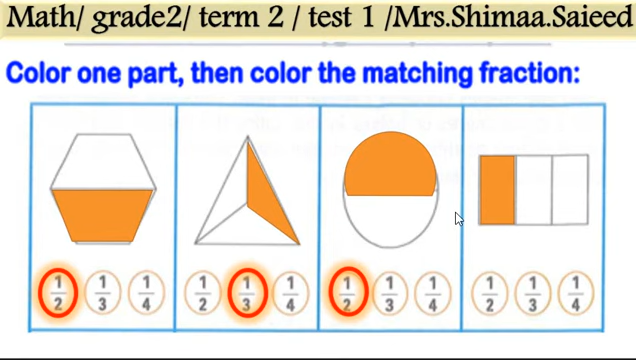 Math/ grade2/ term 2 / test 1 /Mrs.Shimaa.Saieed
Color one part, then color the matching fraction:
1/2 1/3 1/4 1/2 1/3 1/4 1/2 1/3 1/4 1/2 1/3 1/4